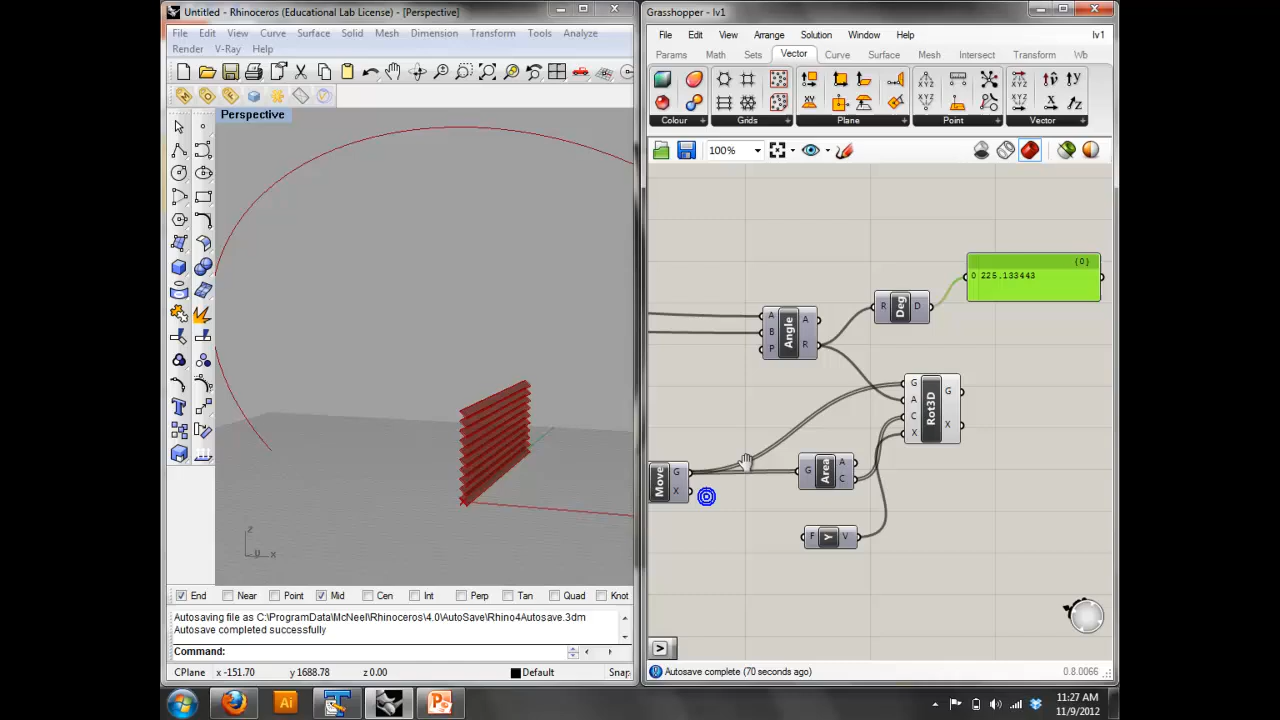 Untitled - Rhinoceros (Educational Lab License) - [Perspective]
File Edit View Curve Surface Solid Mesh Dimension Transform Tools Analyze
Render V-Ray Help
Perspective
z
y x
End Near Point Mid Cen Int Perp Tan Quad Knot
Autosaving file as C:\ProgramData\McNeel\Rhinoceros\4.0\AutoSave\Rhino4Autosave.3dm
Autosave completed successfully
Command:
CPlane x -151.70 y 1688.78 z 0.00 Default Snap
Grasshopper - lv1
File Edit View Arrange Solution Window Help lv1
Params Math Sets Vector Curve Surface Mesh Intersect Transform Wb
Colour Grids Plane Point Vector
100%
{0}
0 225.133443
R Deg D
A B P Angle A R
G A C X Rot3D G X
Move G X
G Area A C
F Y V
Autosave complete (70 seconds ago) 0.8.0066
Ai
11:27 AM
11/9/2012